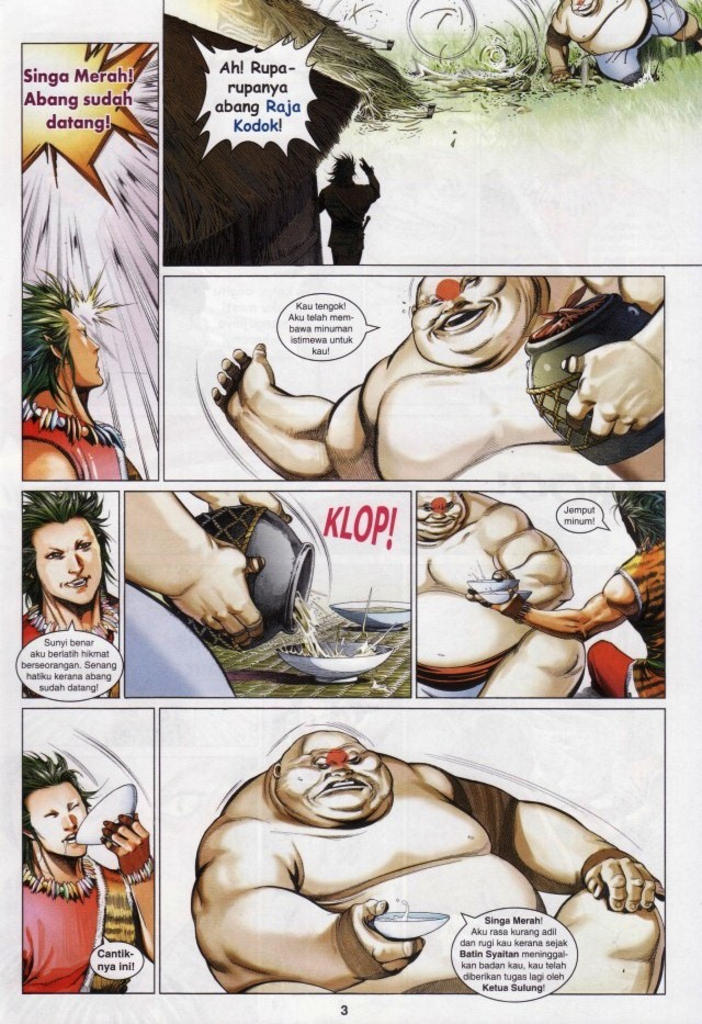 Singa Merah!
Abang sudah
datang!
Ah! Rupa-
rupanya
abang Raja
Kodok!
Kau tengok!
Aku telah mem-
bawa minuman
istimewa untuk
kau!
Sunyi benar
aku berlatih hikmat
berseorangan. Senang
hatiku kerana abang
sudah datang!
KLOP!
Jemput
minum!
Cantik-
nya ini!
Singa Merah!
Aku rasa kurang adil
dan rugi kau kerana sejak
Batin Syaitan meninggal-
kan badan kau, kau telah
diberikan tugas lagi oleh
Ketua Sulung!
3